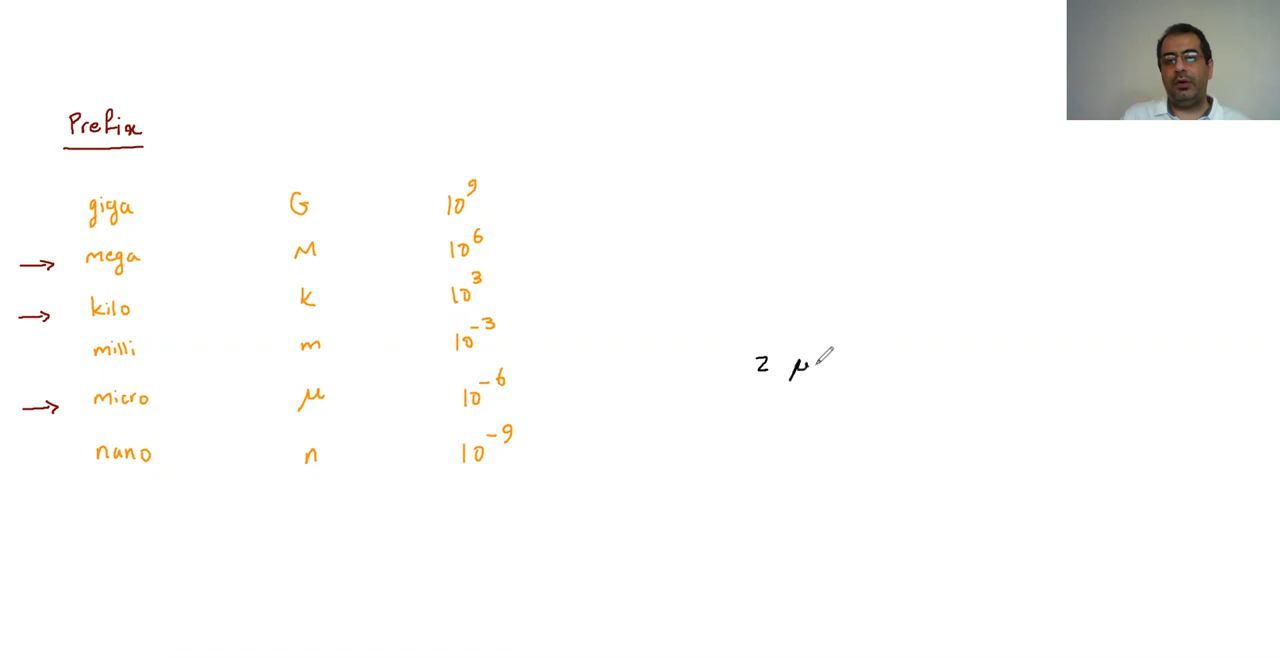 Prefix
giga G 10^9
mega M 10^6
kilo k 10^3
milli m 10^-3
2 μ
micro μ 10^-6
nano n 10^-9